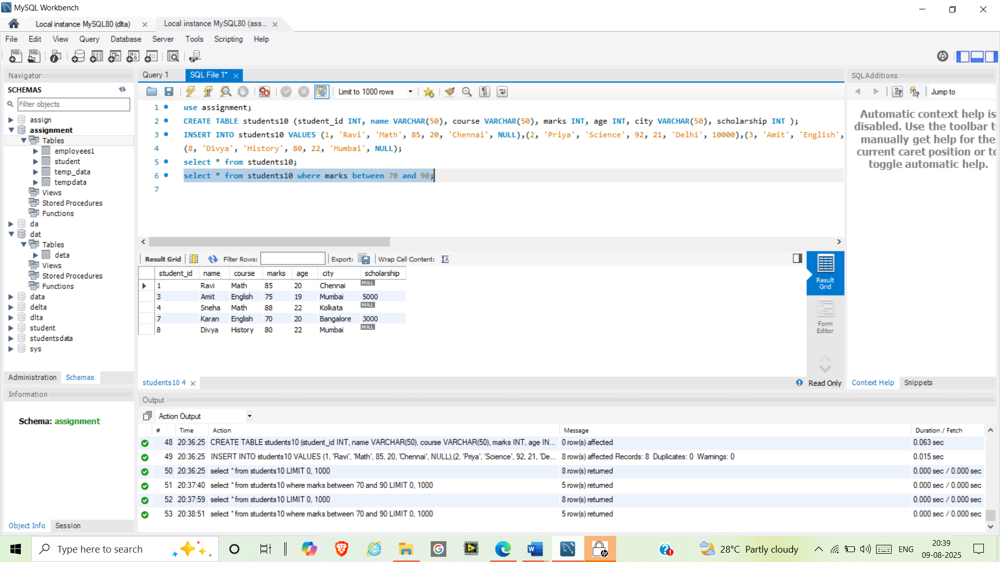 MySQL Workbench
Local instance MySQL80 (dlta)
Local instance MySQL80 (ass...
File Edit View Query Database Server Tools Scripting Help
Navigator
SCHEMAS
Filter objects
assign
assignment
Tables
employees1
student
temp_data
tempdata
Views
Stored Procedures
Functions
da
dat
Tables
deta
Views
Stored Procedures
Functions
data
delta
dlta
student
studentsdata
sys
Administration Schemas
Information
Schema: assignment
Object Info Session
Query 1 SQL File 1*
Limit to 1000 rows
1 use assignment;
2 CREATE TABLE students10 (student_id INT, name VARCHAR(50), course VARCHAR(50), marks INT, age INT, city VARCHAR(50), scholarship INT );
3 INSERT INTO students10 VALUES (1, 'Ravi', 'Math', 85, 20, 'Chennai', NULL),(2, 'Priya', 'Science', 92, 21, 'Delhi', 10000),(3, 'Amit', 'English',
4 (8, 'Divya', 'History', 80, 22, 'Mumbai', NULL);
5 select * from students10;
6 select * from students10 where marks between 70 and 90;
7
Result Grid Filter Rows: Export: Wrap Cell Content:
student_id name course marks age city scholarship
1 Ravi Math 85 20 Chennai NULL
3 Amit English 75 19 Mumbai 5000
4 Sneha Math 88 22 Kolkata NULL
7 Karan English 70 20 Bangalore 3000
8 Divya History 80 22 Mumbai NULL
Result
Grid
Form
Editor
students10 4
Read Only
SQLAdditions
Jump to
Automatic context help is
disabled. Use the toolbar t
manually get help for the
current caret position or to
toggle automatic help.
Context Help Snippets
Output
Action Output
# Time Action Message Duration / Fetch
48 20:36:25 CREATE TABLE students10 (student_id INT, name VARCHAR(50), course VARCHAR(50), marks INT, age IN... 0 row(s) affected 0.063 sec
49 20:36:25 INSERT INTO students10 VALUES (1, 'Ravi', 'Math', 85, 20, 'Chennai', NULL),(2, 'Priya', 'Science', 92, 21, 'De... 8 row(s) affected Records: 8 Duplicates: 0 Warnings: 0 0.015 sec
50 20:36:25 select * from students10 LIMIT 0, 1000 8 row(s) returned 0.000 sec / 0.000 sec
51 20:37:40 select * from students10 where marks between 70 and 90 LIMIT 0, 1000 5 row(s) returned 0.000 sec / 0.000 sec
52 20:37:59 select * from students10 LIMIT 0, 1000 8 row(s) returned 0.000 sec / 0.000 sec
53 20:38:51 select * from students10 where marks between 70 and 90 LIMIT 0, 1000 5 row(s) returned 0.000 sec / 0.000 sec
Type here to search
28°C Partly cloudy
ENG
20:39
09-08-2025